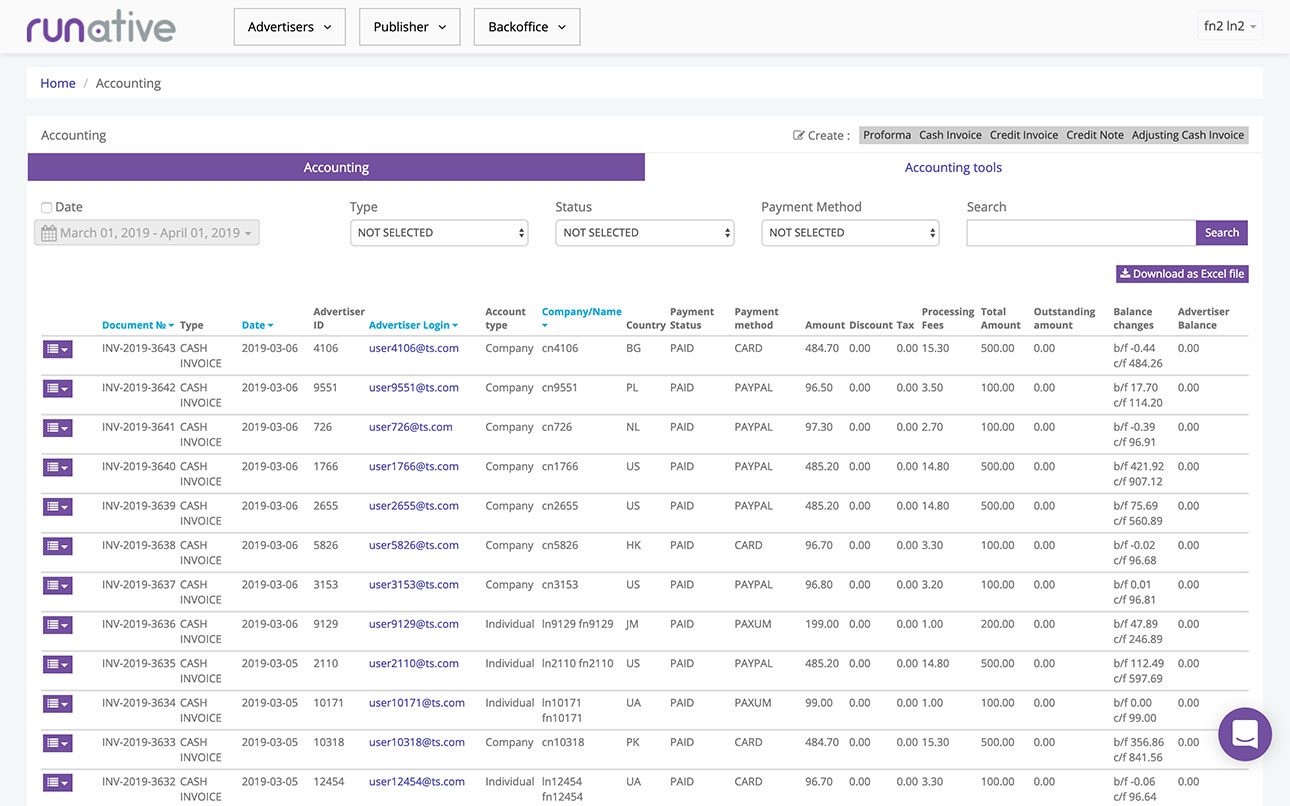 runative
Advertisers Publisher Backoffice fn2 ln2
Home / Accounting
Accounting Create : Proforma Cash Invoice Credit Invoice Credit Note Adjusting Cash Invoice
Accounting Accounting tools
Date Type Status Payment Method Search
March 01, 2019 - April 01, 2019 NOT SELECTED NOT SELECTED NOT SELECTED Search
Download as Excel file
Advertiser Account Company/Name Payment Payment Processing Total Outstanding Balance Advertiser
Document № Type Date ID Advertiser Login type Country Status method Amount Discount Tax Fees Amount amount changes Balance
INV-2019-3643 CASH 2019-03-06 4106 user4106@ts.com Company cn4106 BG PAID CARD 484.70 0.00 0.00 15.30 500.00 0.00 b/f -0.44 0.00
INVOICE c/f 484.26
INV-2019-3642 CASH 2019-03-06 9551 user9551@ts.com Company cn9551 PL PAID PAYPAL 96.50 0.00 0.00 3.50 100.00 0.00 b/f 17.70 0.00
INVOICE c/f 114.20
INV-2019-3641 CASH 2019-03-06 726 user726@ts.com Company cn726 NL PAID PAYPAL 97.30 0.00 0.00 2.70 100.00 0.00 b/f -0.39 0.00
INVOICE c/f 96.91
INV-2019-3640 CASH 2019-03-06 1766 user1766@ts.com Company cn1766 US PAID PAYPAL 485.20 0.00 0.00 14.80 500.00 0.00 b/f 421.92 0.00
INVOICE c/f 907.12
INV-2019-3639 CASH 2019-03-06 2655 user2655@ts.com Company cn2655 US PAID PAYPAL 485.20 0.00 0.00 14.80 500.00 0.00 b/f 75.69 0.00
INVOICE c/f 560.89
INV-2019-3638 CASH 2019-03-06 5826 user5826@ts.com Company cn5826 HK PAID CARD 96.70 0.00 0.00 3.30 100.00 0.00 b/f -0.02 0.00
INVOICE c/f 96.68
INV-2019-3637 CASH 2019-03-06 3153 user3153@ts.com Company cn3153 US PAID PAYPAL 96.80 0.00 0.00 3.20 100.00 0.00 b/f 0.01 0.00
INVOICE c/f 96.81
INV-2019-3636 CASH 2019-03-06 9129 user9129@ts.com Individual ln9129 fn9129 JM PAID PAXUM 199.00 0.00 0.00 1.00 200.00 0.00 b/f 47.89 0.00
INVOICE c/f 246.89
INV-2019-3635 CASH 2019-03-05 2110 user2110@ts.com Individual ln2110 fn2110 US PAID PAYPAL 485.20 0.00 0.00 14.80 500.00 0.00 b/f 112.49 0.00
INVOICE c/f 597.69
INV-2019-3634 CASH 2019-03-05 10171 user10171@ts.com Individual ln10171 UA PAID PAXUM 99.00 0.00 0.00 1.00 100.00 0.00 b/f 0.00 0.00
INVOICE fn10171 c/f 99.00
INV-2019-3633 CASH 2019-03-05 10318 user10318@ts.com Company cn10318 PK PAID CARD 484.70 0.00 0.00 15.30 500.00 0.00 b/f 356.86 0.00
INVOICE c/f 841.56
INV-2019-3632 CASH 2019-03-05 12454 user12454@ts.com Individual ln12454 UA PAID CARD 96.70 0.00 0.00 3.30 100.00 0.00 b/f -0.06 0.00
INVOICE fn12454 c/f 96.64